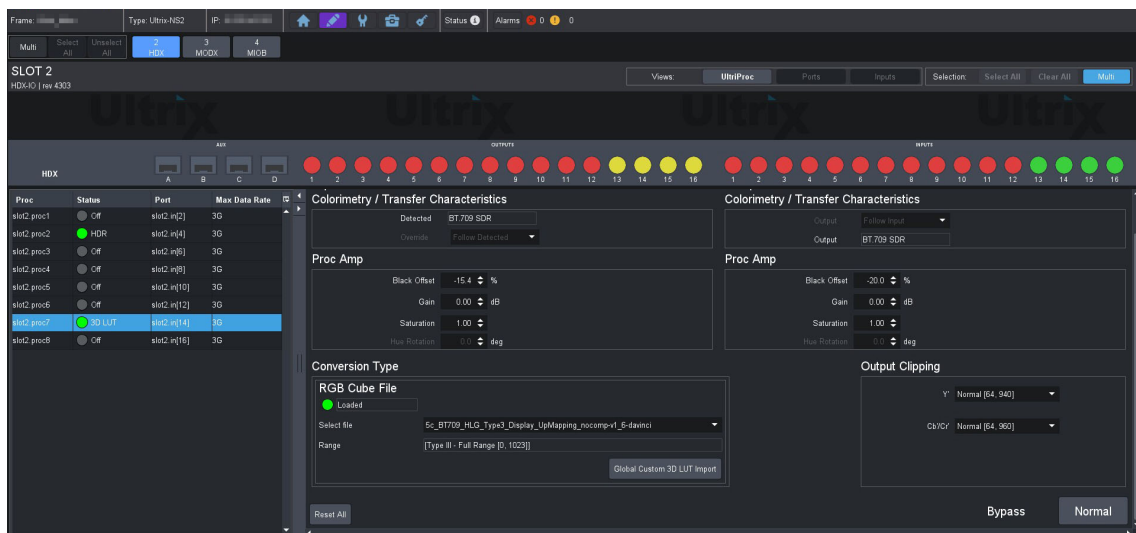 Frame: Type: Ultrix-NS2 IP: Status Alarms 0 0
Multi Select All Unselect All 2 HDX 3 MODX 4 MIOB
SLOT 2
HDX-IO | rev 4303
Views: UltriProc Ports Inputs Selection: Select All Clear All Multi
Ultrix Ultrix Ultrix Ultrix
AUX OUTPUTS INPUTS
HDX
A B C D 1 2 3 4 5 6 7 8 9 10 11 12 13 14 15 16 1 2 3 4 5 6 7 8 9 10 11 12 13 14 15 16
Proc Status Port Max Data Rate
slot2.proc1 Off slot2.in[2] 3G
slot2.proc2 HDR slot2.in[4] 3G
slot2.proc3 Off slot2.in[6] 3G
slot2.proc4 Off slot2.in[8] 3G
slot2.proc5 Off slot2.in[10] 3G
slot2.proc6 Off slot2.in[12] 3G
slot2.proc7 3D LUT slot2.in[14] 3G
slot2.proc8 Off slot2.in[16] 3G
Colorimetry / Transfer Characteristics
Detected BT.709 SDR
Override Follow Detected
Proc Amp
Black Offset -15.4 %
Gain 0.00 dB
Saturation 1.00
Hue Rotation 0.0 deg
Colorimetry / Transfer Characteristics
Output Follow Input
Output BT.709 SDR
Proc Amp
Black Offset -20.0 %
Gain 0.00 dB
Saturation 1.00
Hue Rotation 0.0 deg
Conversion Type
RGB Cube File
Loaded
Select file 5c_BT709_HLG_Type3_Display_UpMapping_nocomp-v1_6-davinci
Range [Type III - Full Range [0, 1023]]
Global Custom 3D LUT Import
Output Clipping
Y' Normal [64, 940]
Cb'/Cr' Normal [64, 960]
Reset All
Bypass Normal